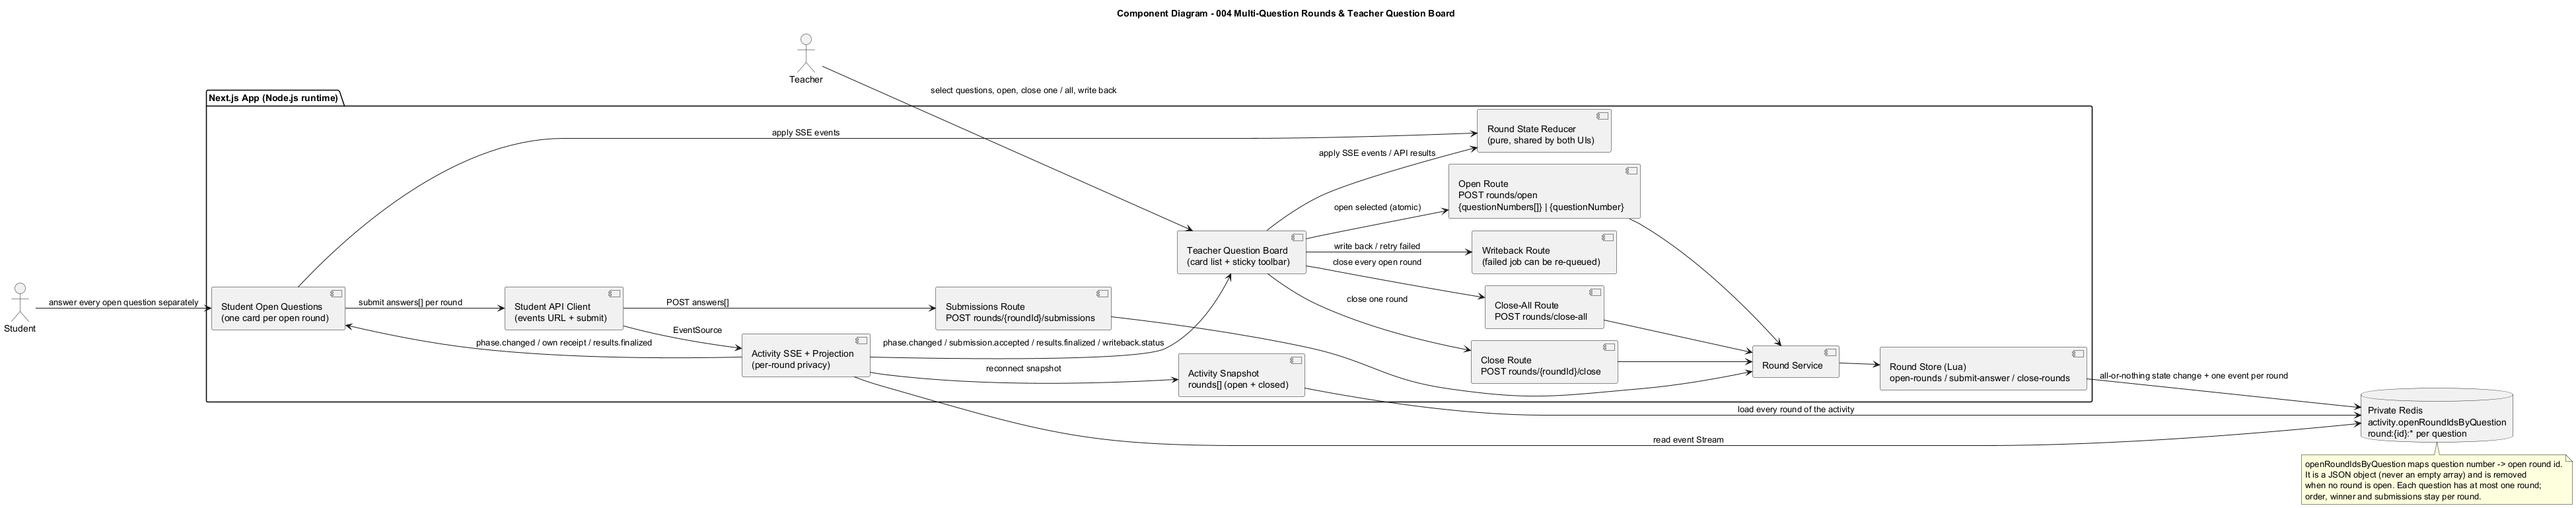 Component Diagram - 004 Multi-Question Rounds & Teacher Question Board
Teacher
select questions, open, close one / all, write back
Next.js App (Node.js runtime)
Round State Reducer
(pure, shared by both UIs)
apply SSE events
apply SSE events / API results
Open Route
POST rounds/open
{questionNumbers[]} | {questionNumber}
open selected (atomic)
Teacher Question Board
(card list + sticky toolbar)
write back / retry failed
Writeback Route
(failed job can be re-queued)
close every open round
Student
answer every open question separately
Student Open Questions
(one card per open round)
submit answers[] per round
Student API Client
(events URL + submit)
POST answers[]
Submissions Route
POST rounds/{roundId}/submissions
close one round
Close-All Route
POST rounds/close-all
EventSource
phase.changed / own receipt / results.finalized
Activity SSE + Projection
(per-round privacy)
phase.changed / submission.accepted / results.finalized / writeback.status
reconnect snapshot
Activity Snapshot
rounds[] (open + closed)
Close Route
POST rounds/{roundId}/close
Round Service
Round Store (Lua)
open-rounds / submit-answer / close-rounds
all-or-nothing state change + one event per round
load every round of the activity
read event Stream
Private Redis
activity.openRoundIdsByQuestion
round:{id}:* per question
openRoundIdsByQuestion maps question number -> open round id.
It is a JSON object (never an empty array) and is removed
when no round is open. Each question has at most one round;
order, winner and submissions stay per round.